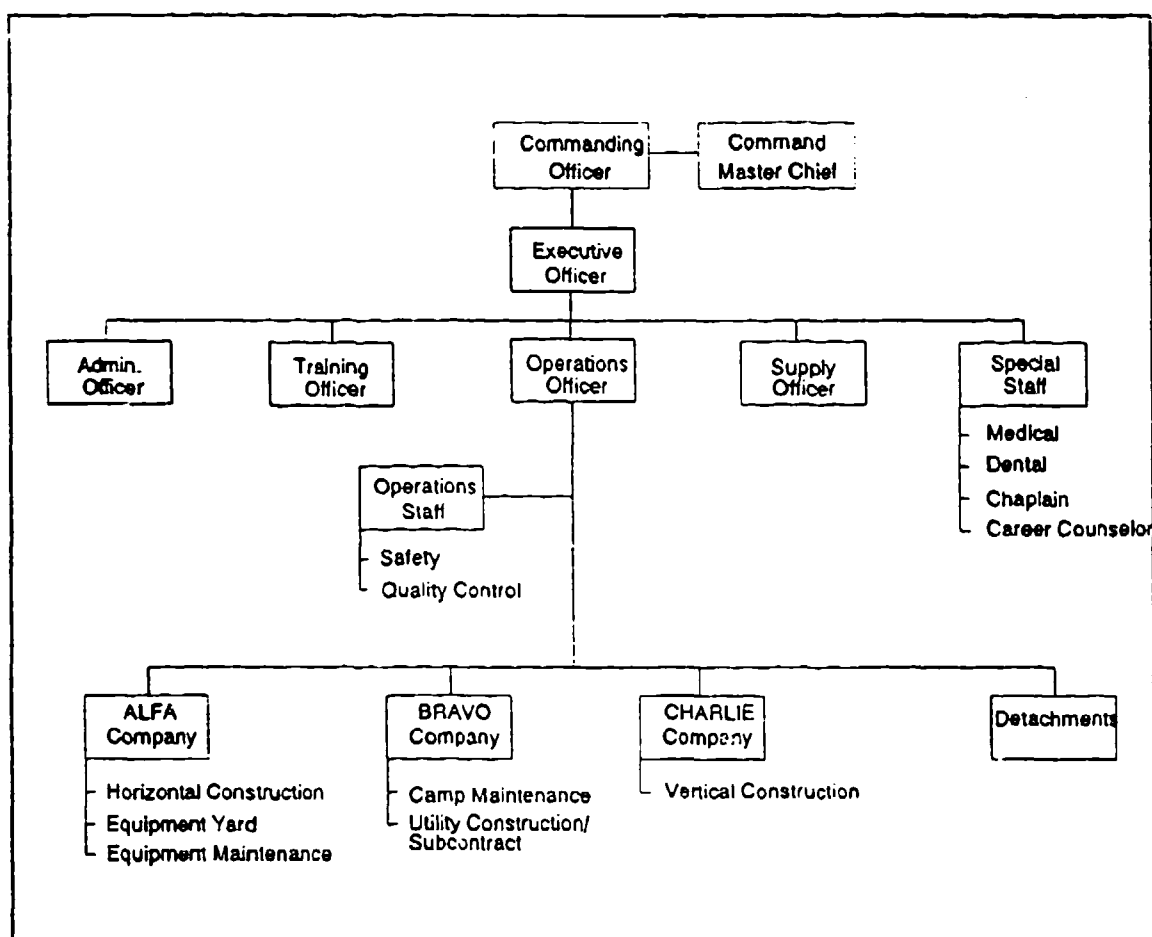 Commanding
Officer
Command
Master Chief
Executive
Officer
Admin.
Officer
Training
Officer
Operations
Officer
Supply
Officer
Special
Staff
Medical
Dental
Chaplain
Career Counselor
Operations
Staff
Safety
Quality Control
ALFA
Company
BRAVO
Company
CHARLIE
Company
Detachments
Horizontal Construction
Equipment Yard
Equipment Maintenance
Camp Maintenance
Utility Construction/
Subcontract
Vertical Construction